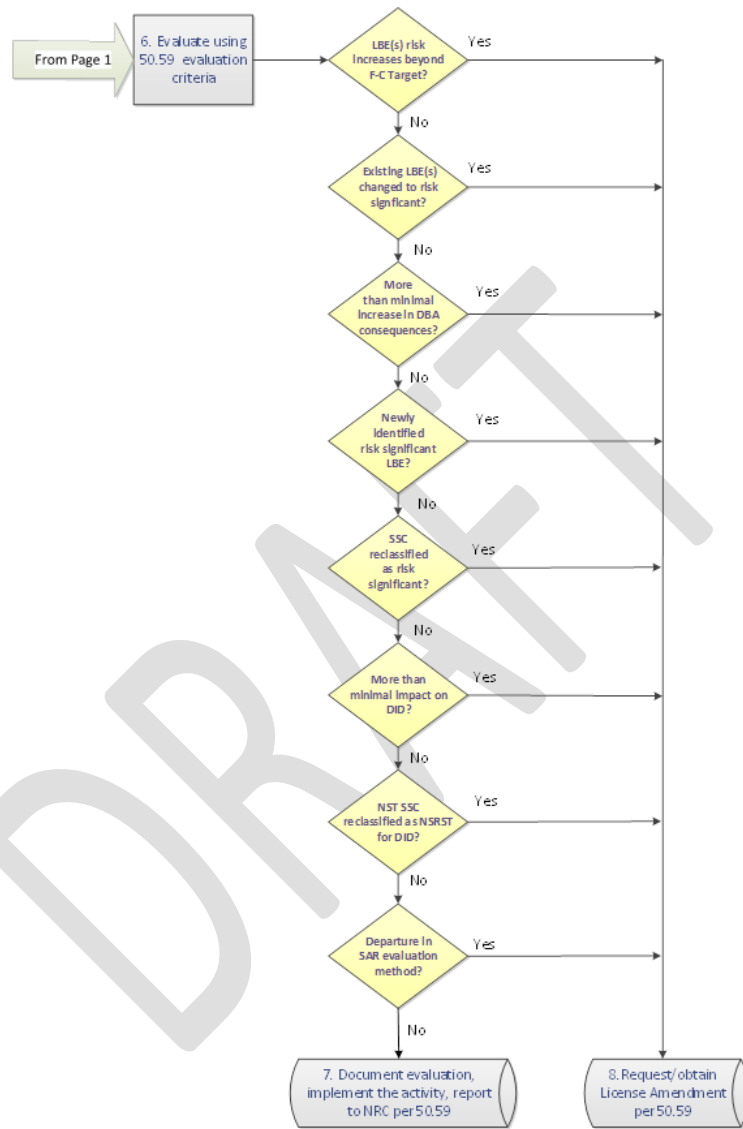 From Page 1
6. Evaluate using
50.59 evaluation
criteria
LBE(s) risk
increases beyond
F-C Target?
Yes
No
Existing LBE(s)
changed to risk
signficant?
Yes
No
More
than minimal
increase in DBA
consequences?
Yes
No
Newly
identified
risk significant
LBE?
Yes
No
SSC
reclassified
as risk
significant?
Yes
No
More than
minimal impact on
DID?
Yes
No
NST SSC
reclassified as NSRST
for DID?
Yes
No
Departure in
SAR evaluation
method?
Yes
No
7. Document evaluation,
implement the activity, report
to NRC per 50.59
8. Request/obtain
License Amendment
per 50.59
DRAFT